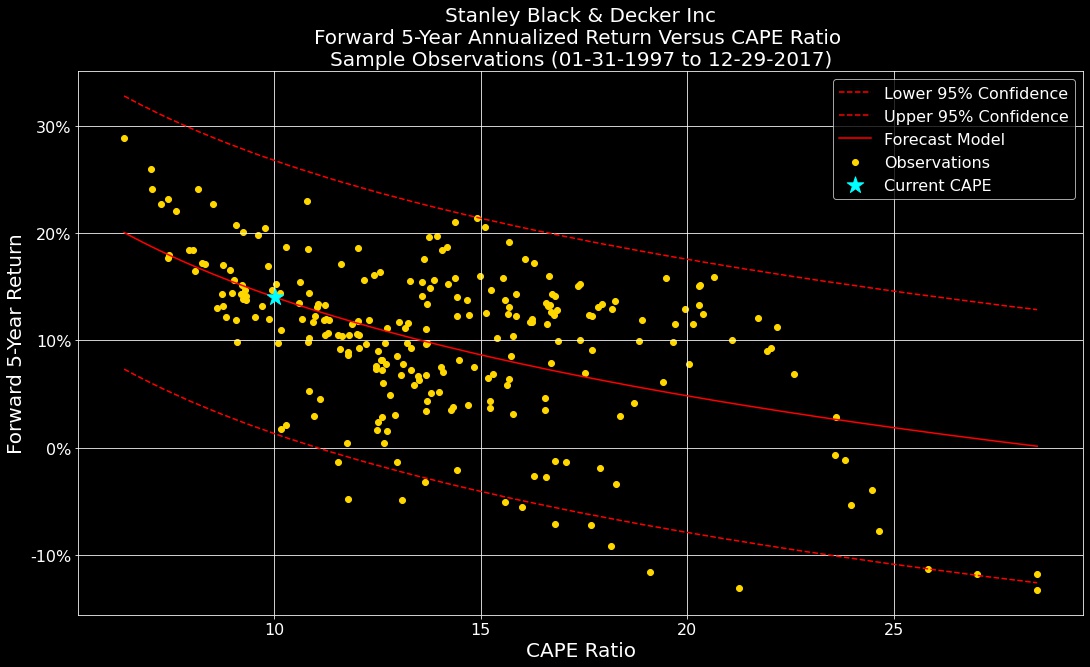 Stanley Black & Decker Inc
Forward 5-Year Annualized Return Versus CAPE Ratio
Sample Observations (01-31-1997 to 12-29-2017)
Lower 95% Confidence
Upper 95% Confidence
Forecast Model
Observations
Current CAPE
Forward 5-Year Return
30%
20%
10%
0%
-10%
10
15
20
25
CAPE Ratio